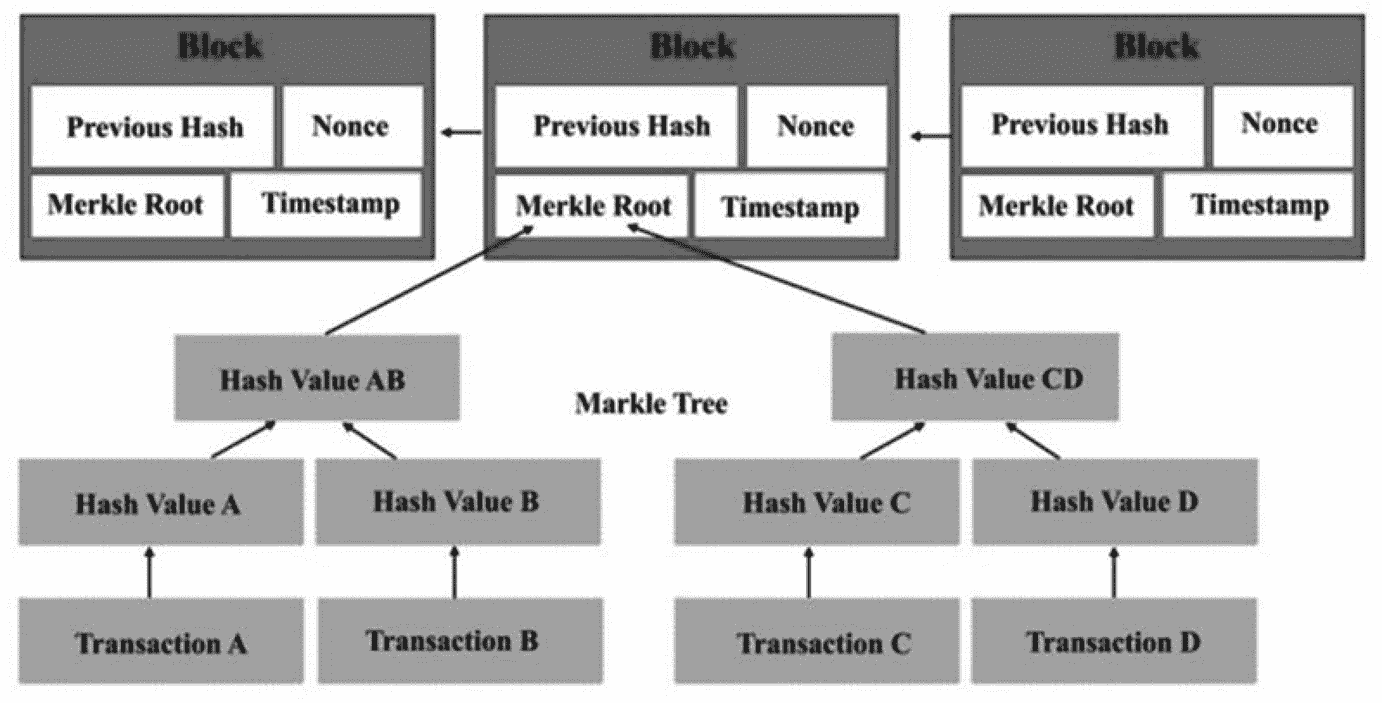 Block
Block
Block
Previous Hash
Nonce
Previous Hash
Nonce
Previous Hash
Nonce
Merkle Root
Timestamp
Merkle Root
Timestamp
Merkle Root
Timestamp
Hash Value AB
Hash Value CD
Markle Tree
Hash Value A
Hash Value B
Hash Value C
Hash Value D
Transaction A
Transaction B
Transaction C
Transaction D